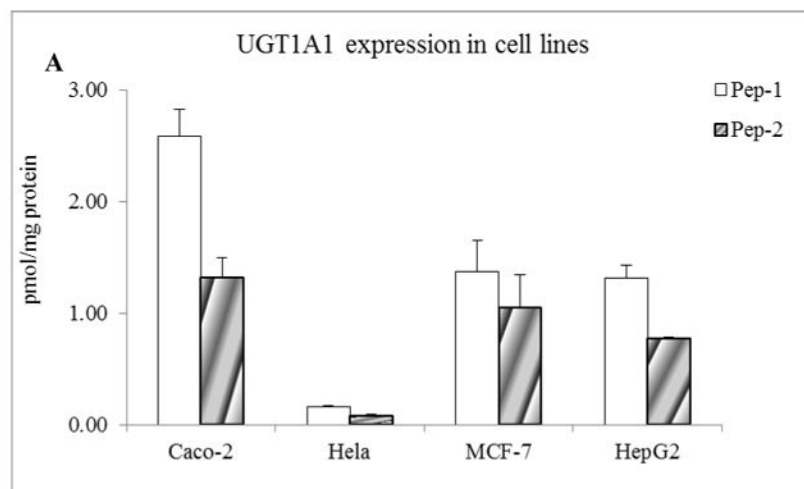 UGT1A1 expression in cell lines
A
3.00
2.00
1.00
0.00
pmol/mg protein
Pep-1
Pep-2
Caco-2
Hela
MCF-7
HepG2